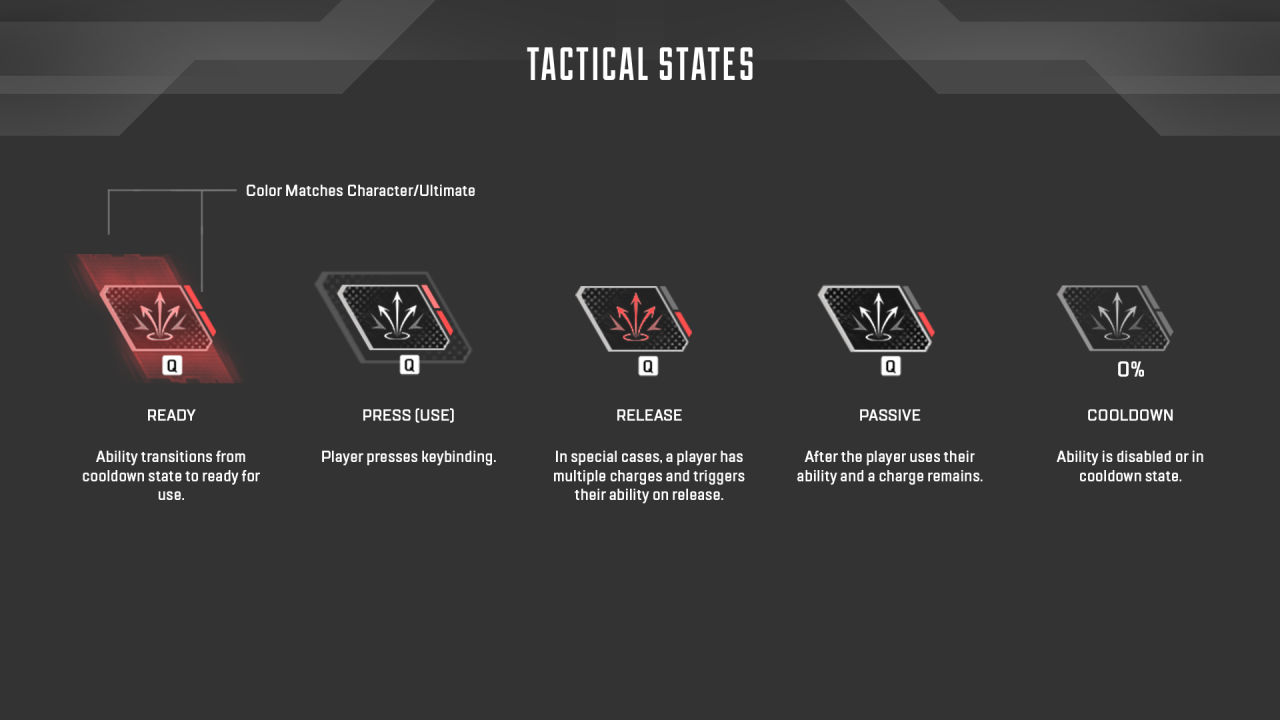 TACTICAL STATES
Color Matches Character/Ultimate
Q
Q
Q
Q
0%
READY
PRESS (USE)
RELEASE
PASSIVE
COOLDOWN
Ability transitions from
cooldown state to ready for
use.
Player presses keybinding.
In special cases, a player has
multiple charges and triggers
their ability on release.
After the player uses their
ability and a charge remains.
Ability is disabled or in
cooldown state.